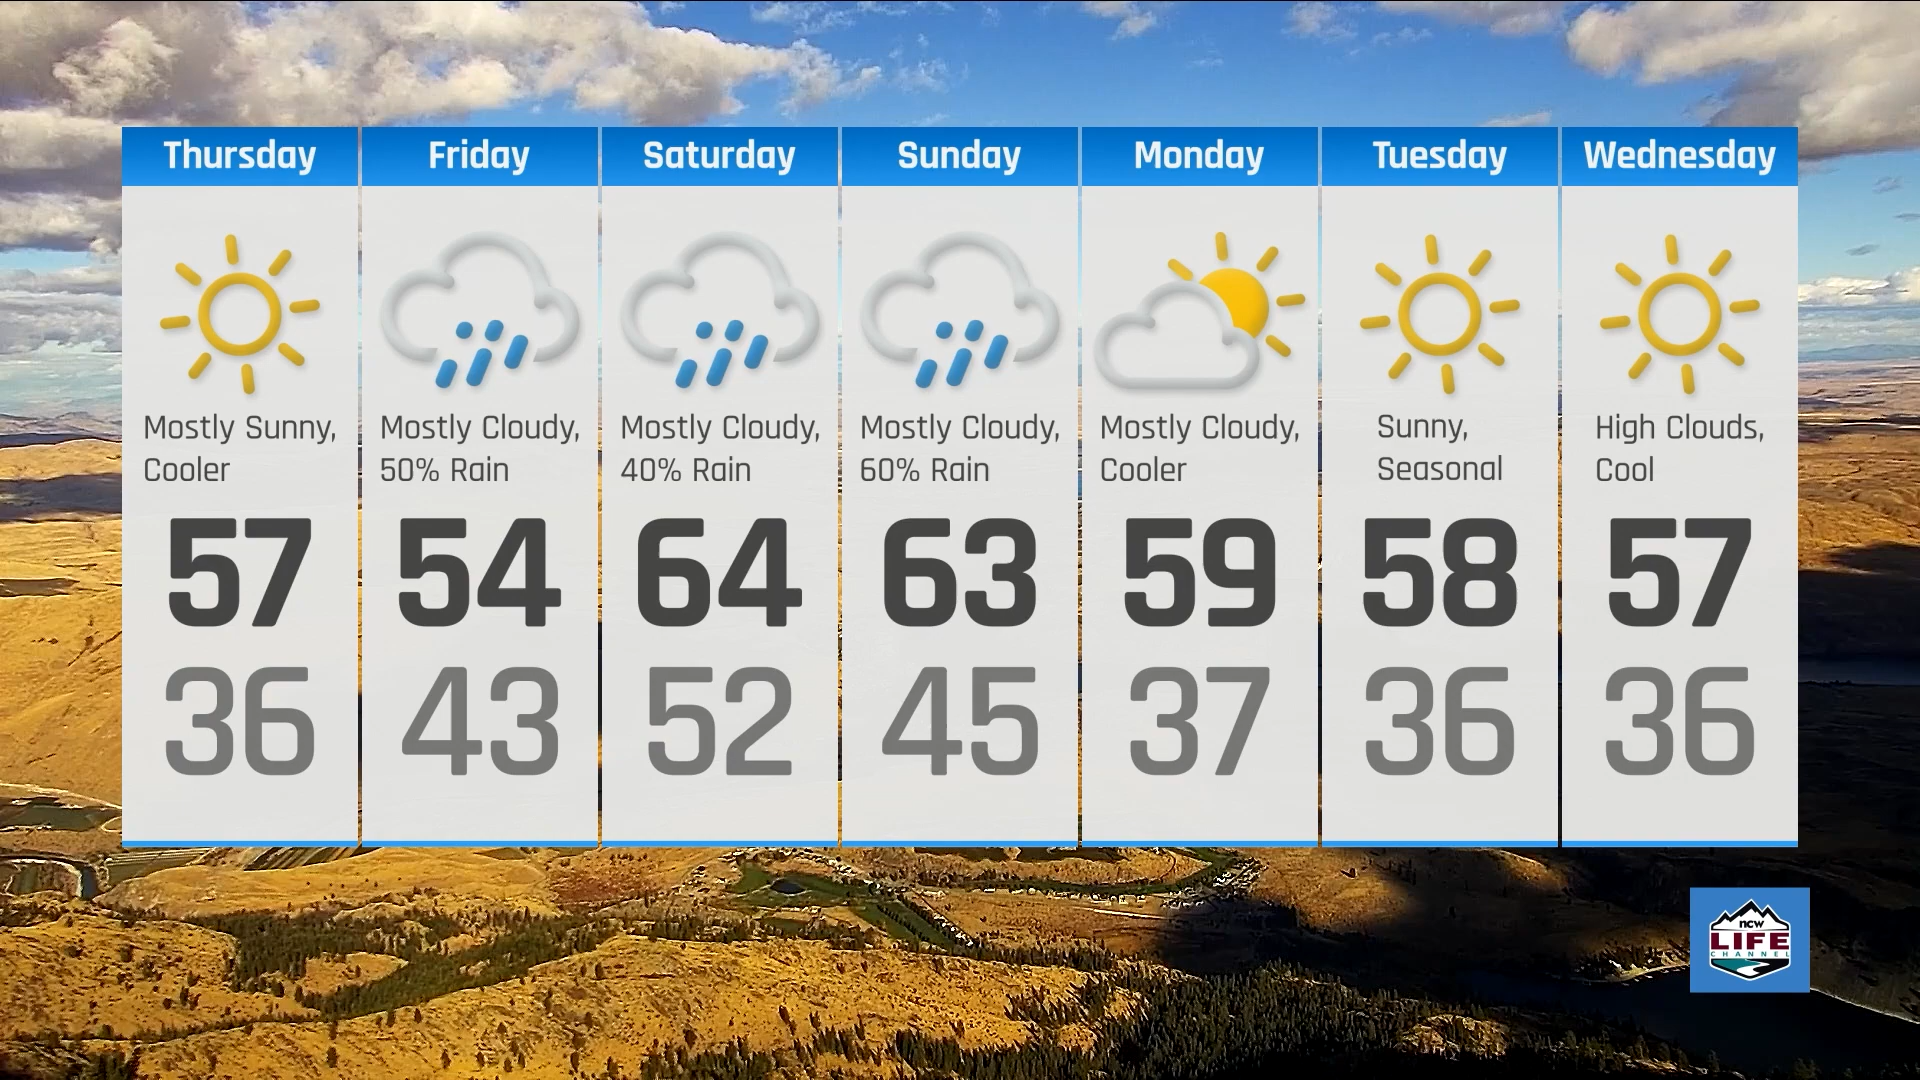 Thursday
Friday
Saturday
Sunday
Monday
Tuesday
Wednesday
Mostly Sunny,
Cooler
Mostly Cloudy,
50% Rain
Mostly Cloudy,
40% Rain
Mostly Cloudy,
60% Rain
Mostly Cloudy,
Cooler
Sunny,
Seasonal
High Clouds,
Cool
57
54
64
63
59
58
57
36
43
52
45
37
36
36
ncw
LIFE
CHANNEL